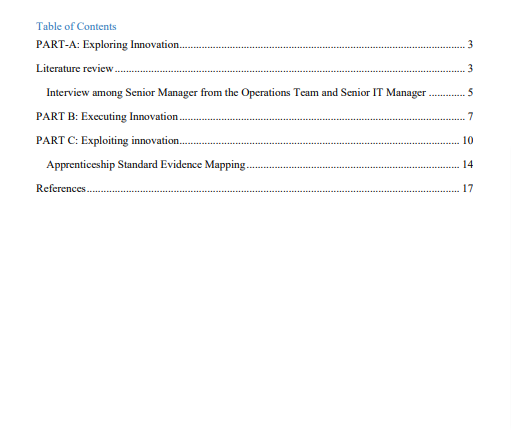 Table of Contents
PART-A: Exploring Innovation.......................................................................................................... 3
Literature review................................................................................................................................ 3
Interview among Senior Manager from the Operations Team and Senior IT Manager ............. 5
PART B: Executing Innovation.......................................................................................................... 7
PART C: Exploiting innovation......................................................................................................... 10
Apprenticeship Standard Evidence Mapping.............................................................................. 14
References......................................................................................................................................... 17